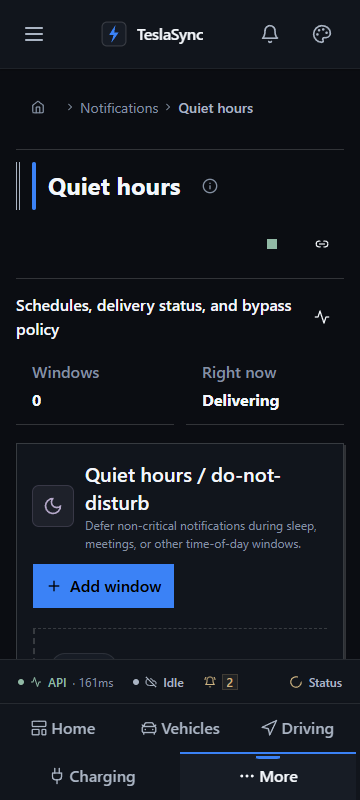 TeslaSync
Notifications
Quiet hours
Quiet hours
Schedules, delivery status, and bypass
policy
Windows
0
Right now
Delivering
Quiet hours / do-not-
disturb
Defer non-critical notifications during sleep,
meetings, or other time-of-day windows.
Add window
API · 161ms
Idle
2
Status
Home
Vehicles
Driving
Charging
More